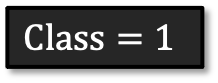 Class = 1